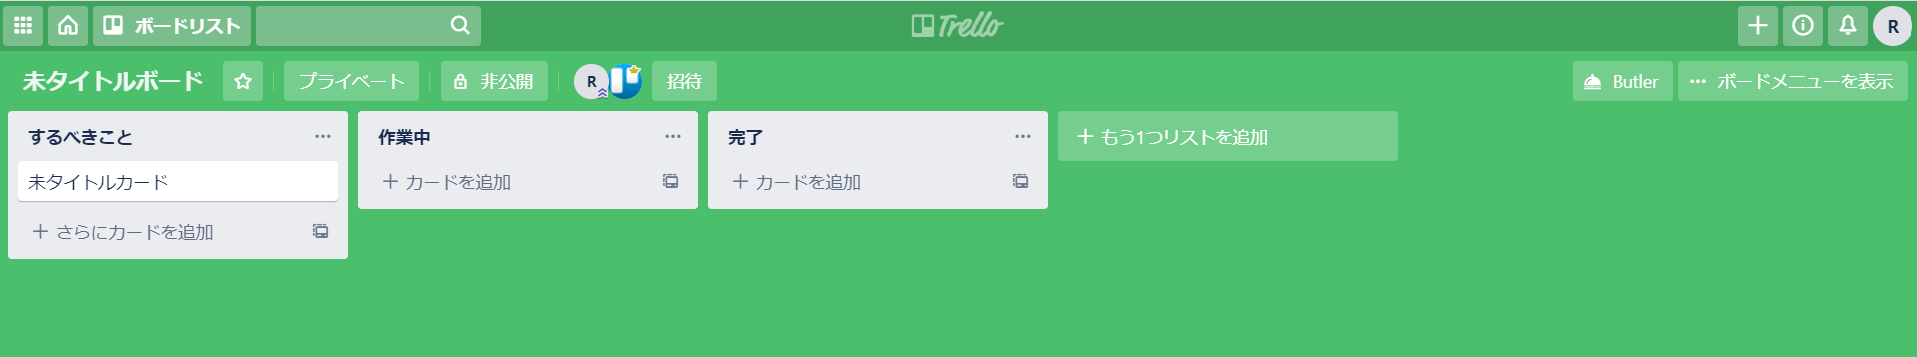 ボードリスト
Trello
R
未タイトルボード
プライベート
非公開
R
招待
Butler
ボードメニューを表示
するべきこと
未タイトルカード
さらにカードを追加
作業中
カードを追加
完了
カードを追加
もう1つリストを追加